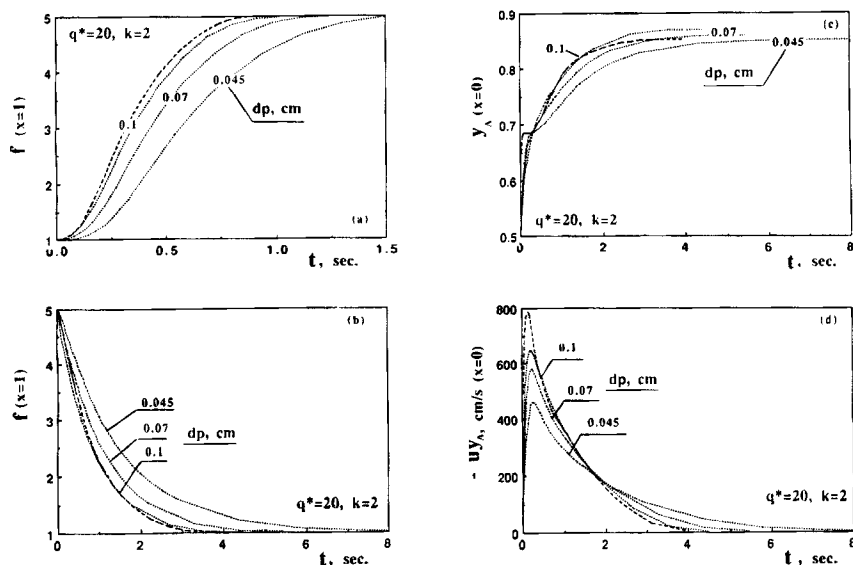 q*=20, k=2
5
4
3
2
1
0.045
dp, cm
0.07
0.1
f (x=1)
(a)
0.0
0.5
1.0
1.5
t, sec.
0.9
0.8
0.7
0.6
0.5
(c)
0.1
0.07
0.045
dp, cm
y_A (x=0)
q*=20, k=2
0
2
4
6
8
t, sec.
5
4
3
2
1
(b)
0.045
0.07
dp, cm
0.1
f (x=1)
q*=20, k=2
0
2
4
6
8
t, sec.
800
600
400
200
0
(d)
0.1
0.07
dp, cm
0.045
- uy_A, cm/s (x=0)
q*=20, k=2
0
2
4
6
8
t, sec.